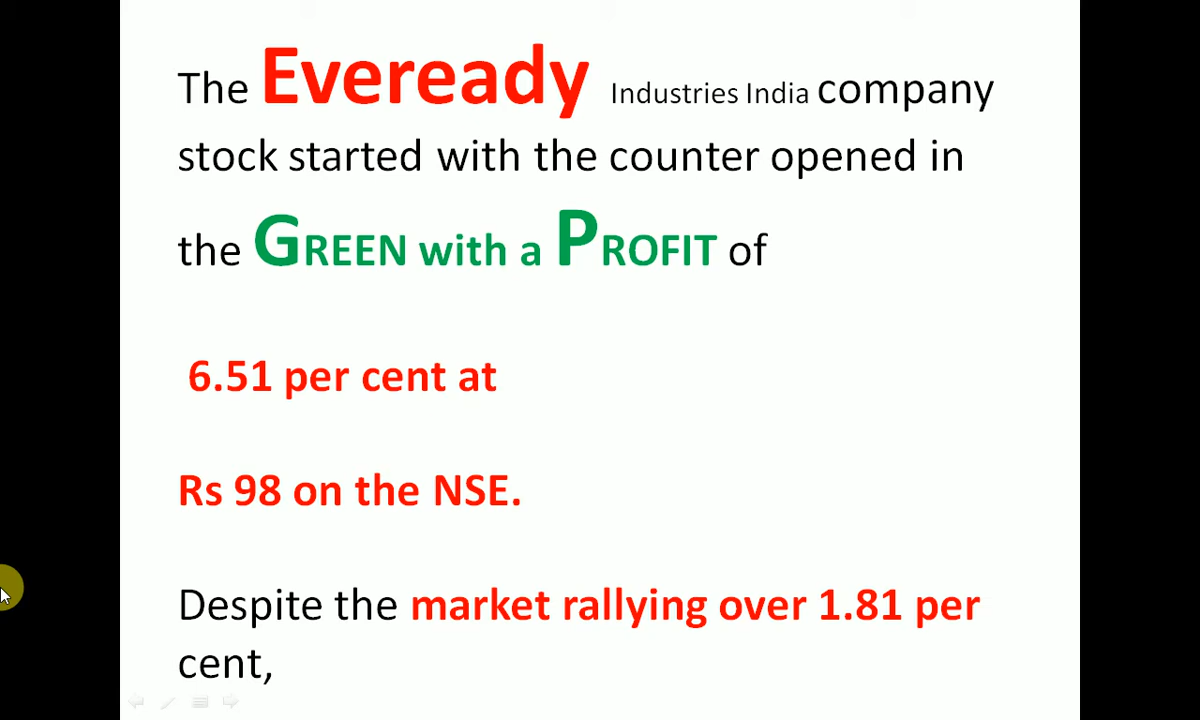 The Eveready Industries India company
stock started with the counter opened in
the GREEN with a PROFIT of
6.51 per cent at
Rs 98 on the NSE.
Despite the market rallying over 1.81 per
cent,